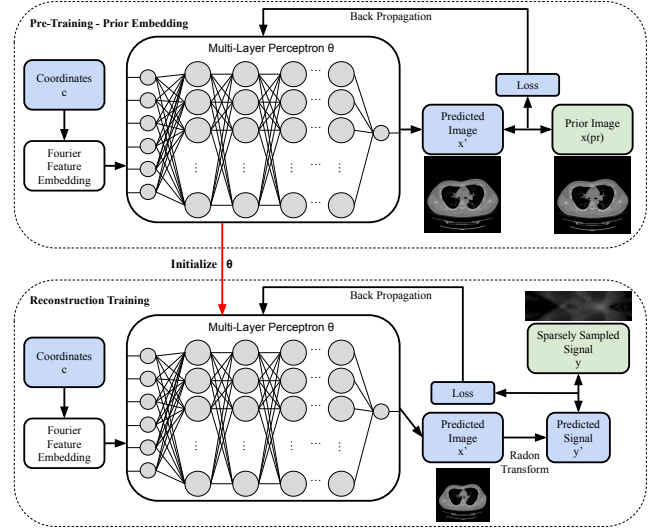 Pre-Training - Prior Embedding
Back Propagation
Multi-Layer Perceptron θ
Coordinates
c
Fourier
Feature
Embedding
Loss
Predicted
Image
x'
Prior Image
x(pr)
Initialize θ
Reconstruction Training
Back Propagation
Multi-Layer Perceptron θ
Coordinates
c
Fourier
Feature
Embedding
Sparsely Sampled
Signal
y
Loss
Predicted
Image
x'
Radon
Transform
Predicted
Signal
y'